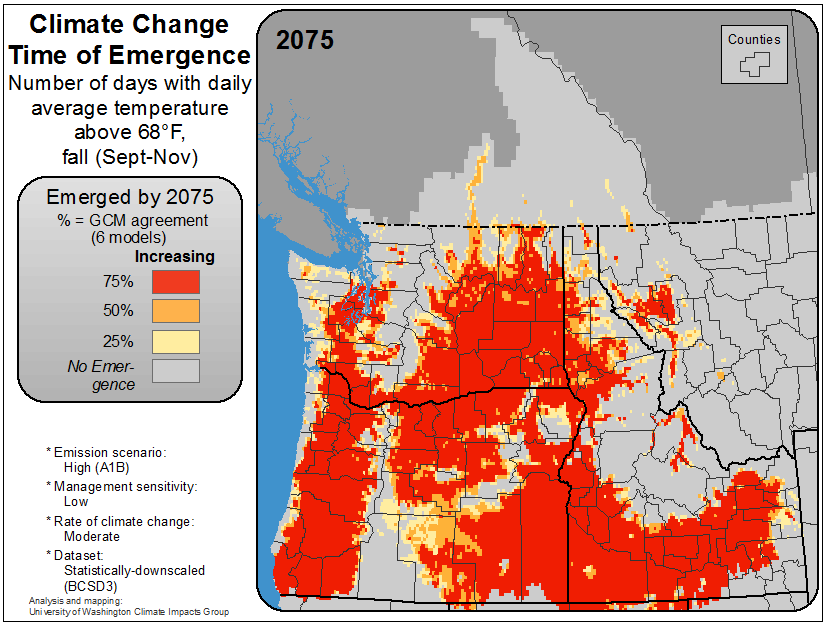 Climate Change
Time of Emergence
Number of days with daily
average temperature
above 68°F,
fall (Sept-Nov)
Emerged by 2075
% = GCM agreement
(6 models)
Increasing
75%
50%
25%
No Emer-
gence
* Emission scenario:
High (A1B)
* Management sensitivity:
Low
* Rate of climate change:
Moderate
* Dataset:
Statistically-downscaled
(BCSD3)
Analysis and mapping:
University of Washington Climate Impacts Group
2075
Counties